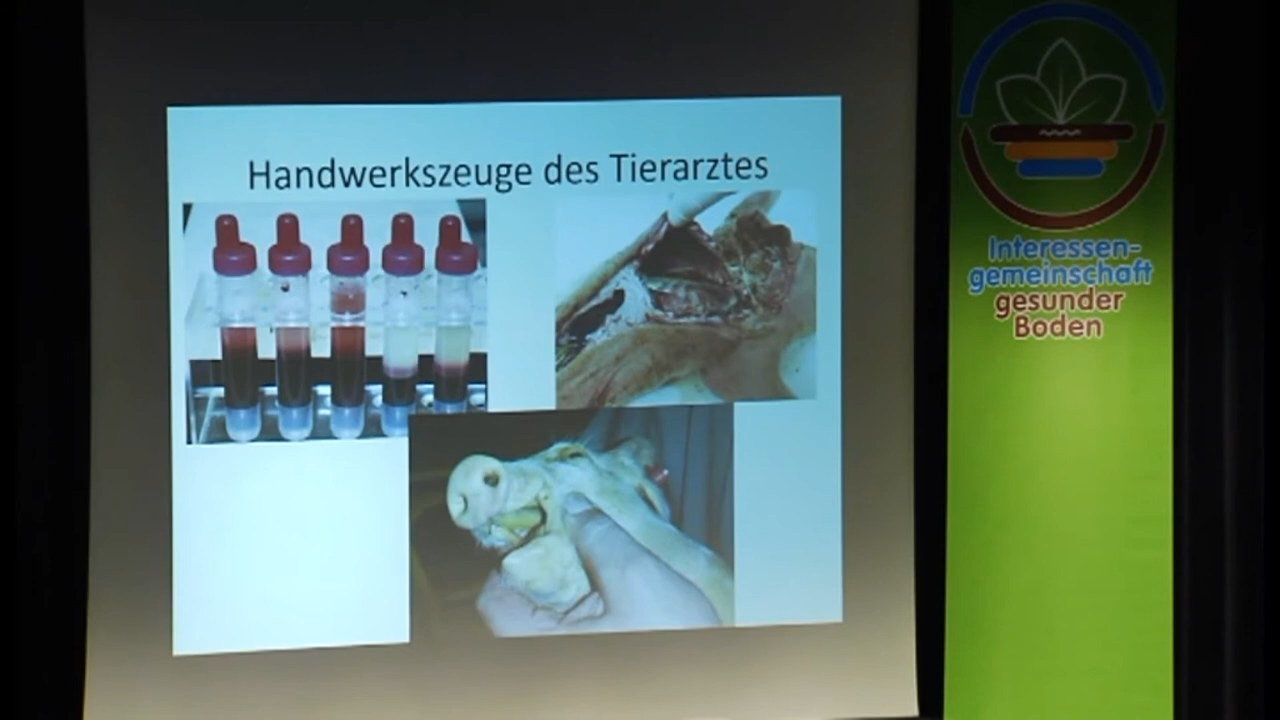 Handwerkszeuge des Tierarztes
Interessen-
gemeinschaft
gesunder
Boden